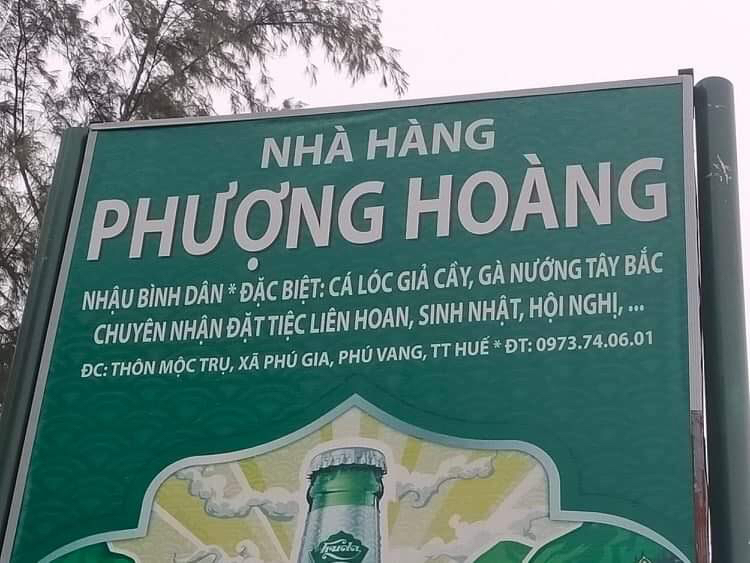 NHÀ HÀNG
PHƯỢNG HOÀNG
NHẬU BÌNH DÂN * ĐẶC BIỆT: CÁ LÓC GIẢ CẦY, GÀ NƯỚNG TÂY BẮC
CHUYÊN NHẬN ĐẶT TIỆC LIÊN HOAN, SINH NHẬT, HỘI NGHỊ, ...
ĐC: THÔN MỘC TRỤ, XÃ PHÚ GIA, PHÚ VANG, TT HUẾ * ĐT: 0973.74.06.01
Huda